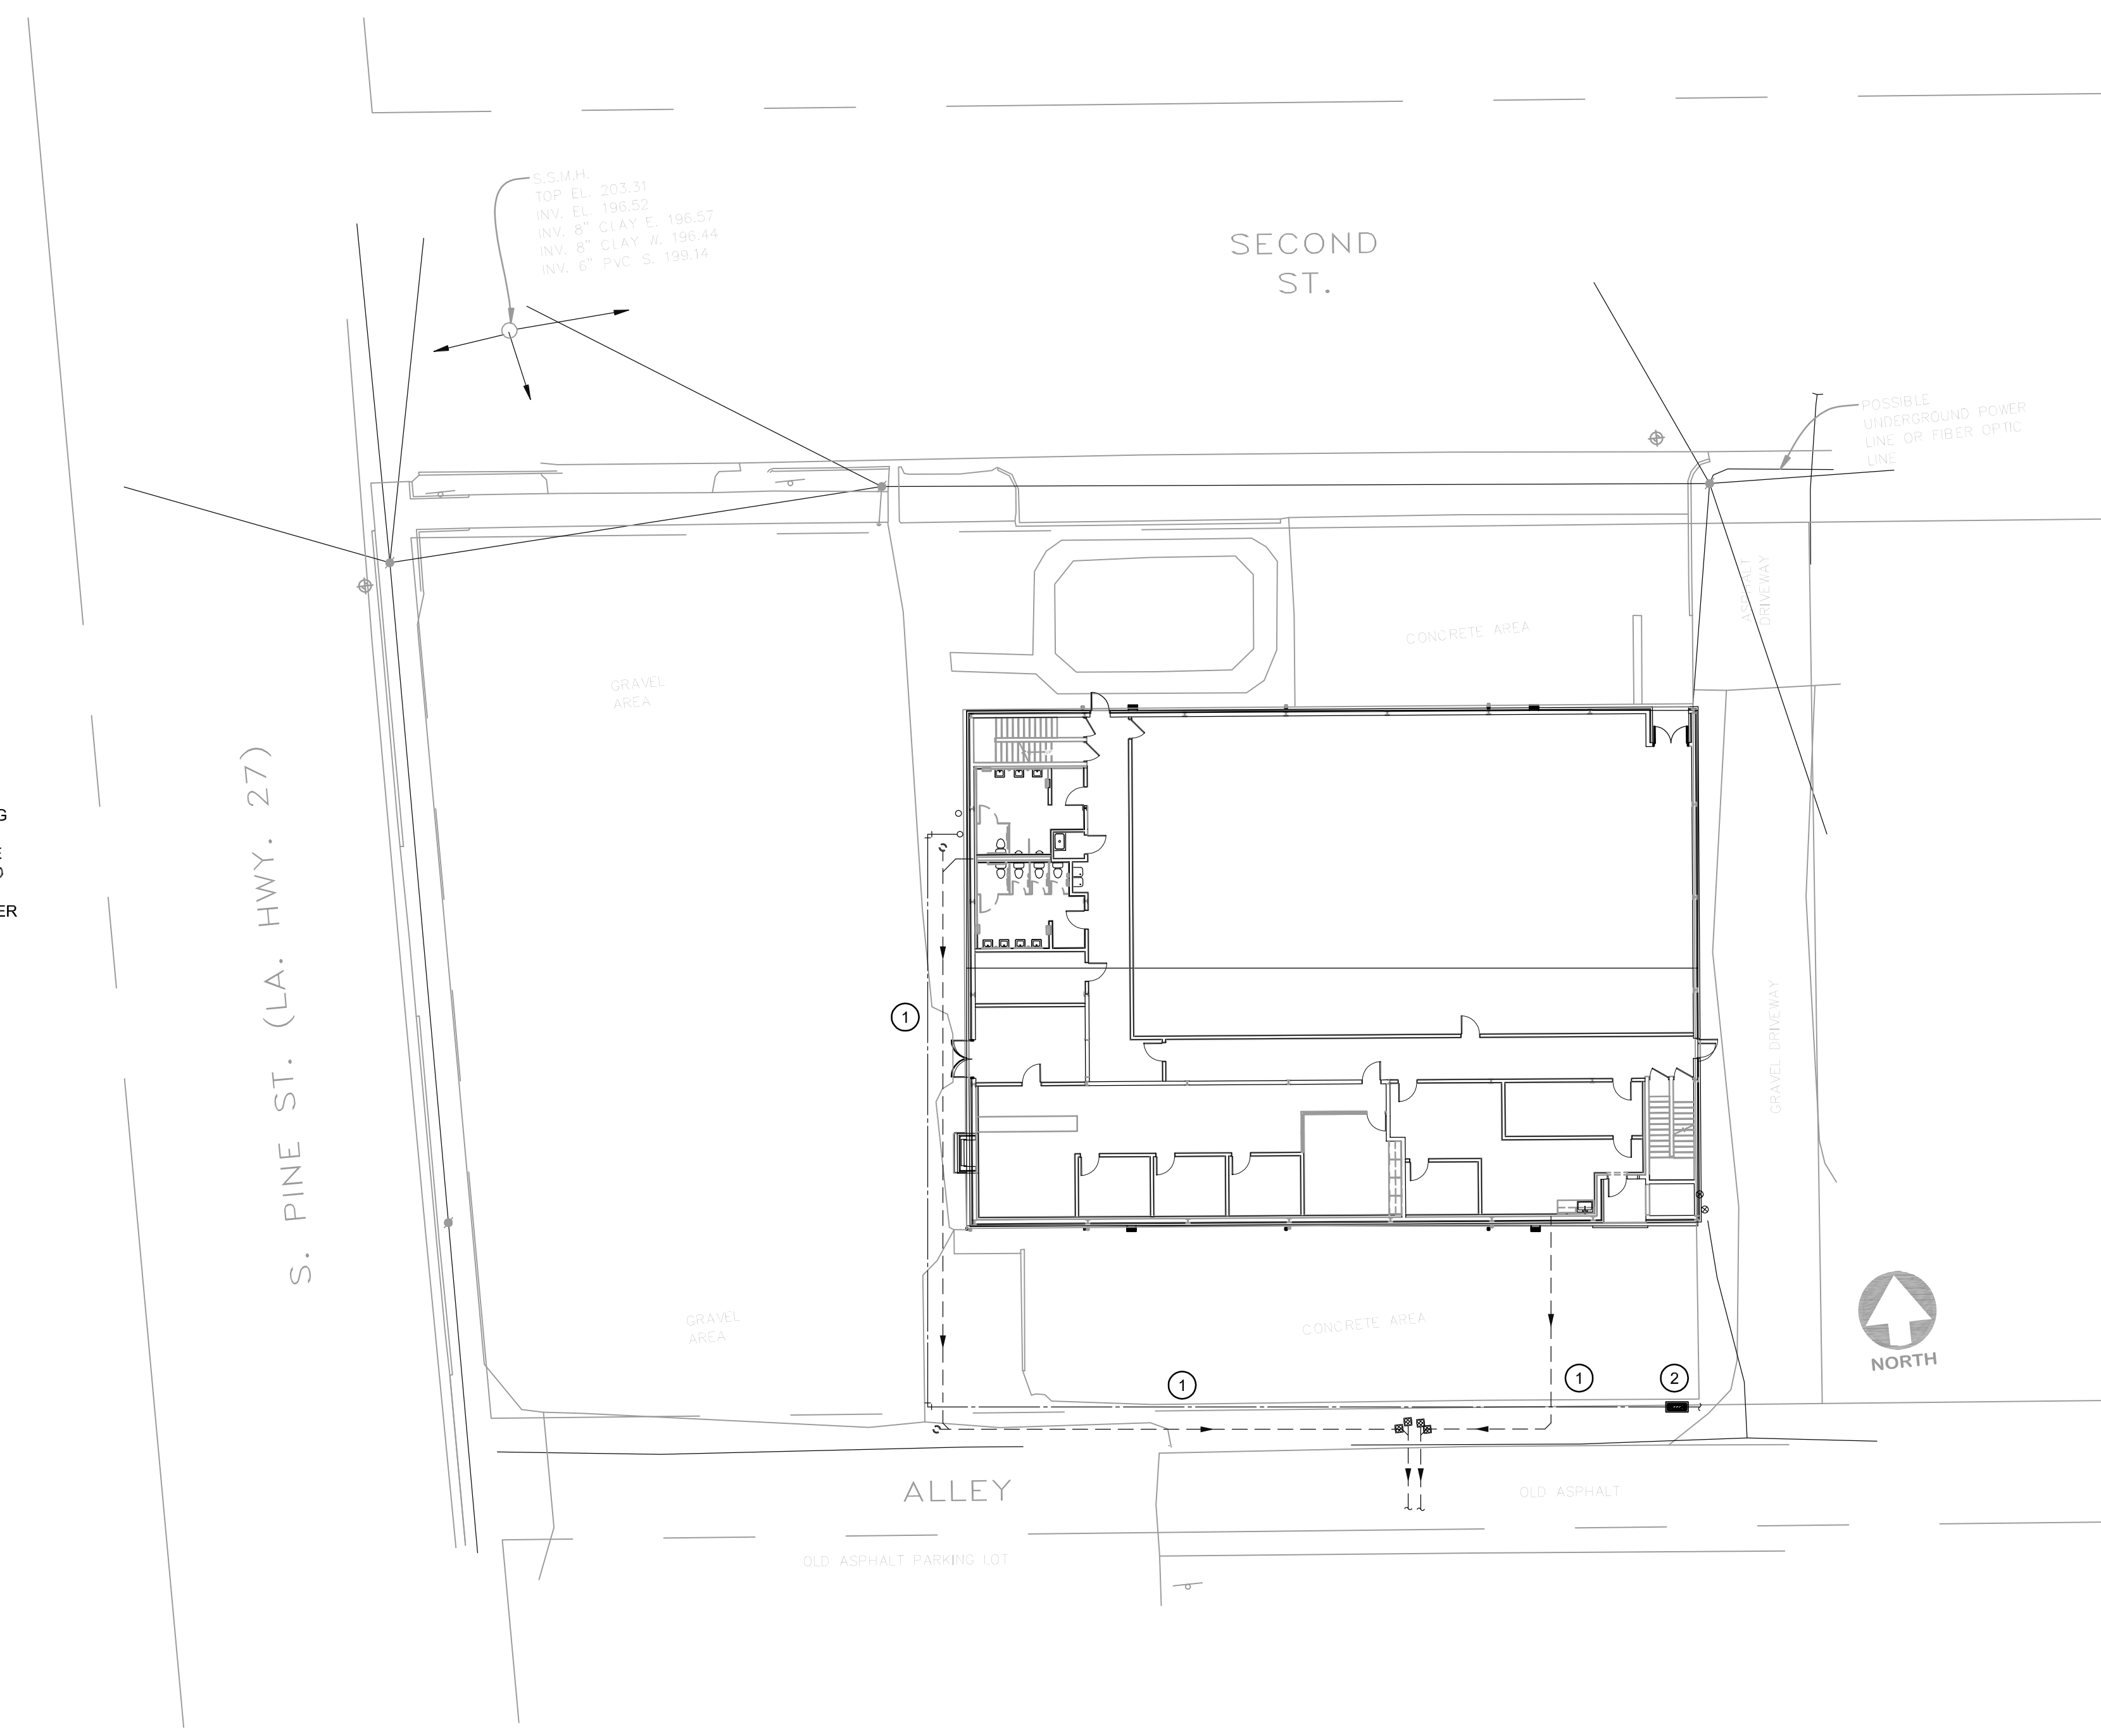 S.S.M.H.
TOP EL. 203.31
INV. EL. 196.52
INV. 8" CLAY E. 196.57
INV. 8" CLAY W. 196.44
INV. 6" PVC S. 199.14
SECOND
ST.
POSSIBLE
UNDERGROUND POWER
LINE OR FIBER OPTIC
LINE
ASPHALT
DRIVEWAY
CONCRETE AREA
GRAVEL
AREA
S. PINE ST. (LA. HWY. 27)
G
E
ER
1
GRAVEL DRIVEWAY
GRAVEL
AREA
CONCRETE AREA
NORTH
1
1
2
ALLEY
OLD ASPHALT
OLD ASPHALT PARKING LOT